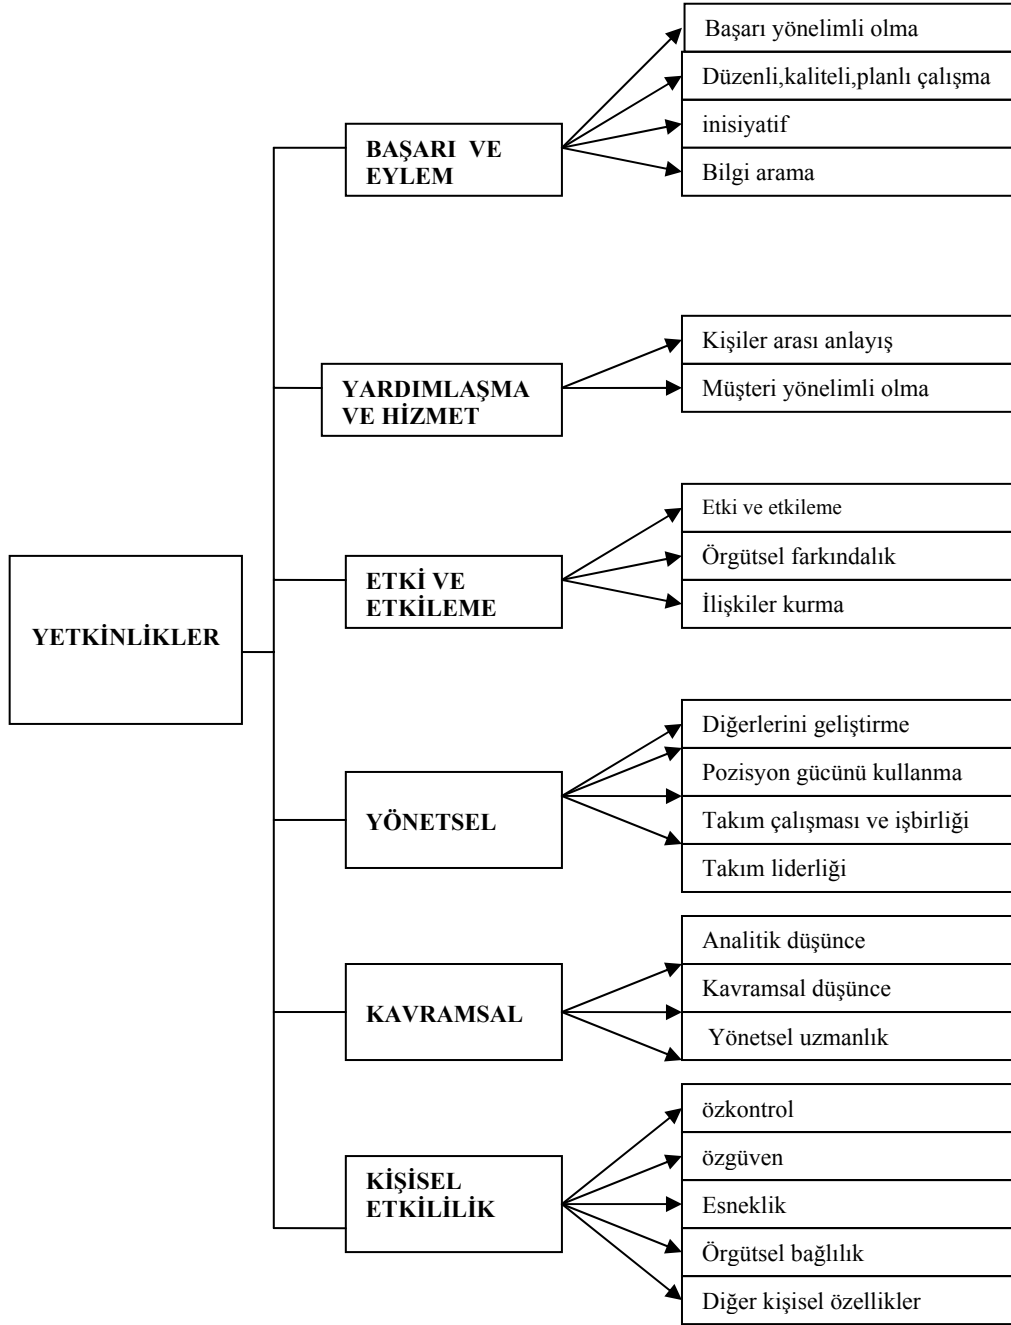 YETKİNLİKLER
BAŞARI VE
EYLEM
Başarı yönelimli olma
Düzenli,kaliteli,planlı çalışma
inisiyatif
Bilgi arama
YARDIMLAŞMA
VE HİZMET
Kişiler arası anlayış
Müşteri yönelimli olma
ETKİ VE
ETKİLEME
Etki ve etkileme
Örgütsel farkındalık
İlişkiler kurma
YÖNETSEL
Diğerlerini geliştirme
Pozisyon gücünü kullanma
Takım çalışması ve işbirliği
Takım liderliği
KAVRAMSAL
Analitik düşünce
Kavramsal düşünce
Yönetsel uzmanlık
KİŞİSEL
ETKİLİLİK
özkontrol
özgüven
Esneklik
Örgütsel bağlılık
Diğer kişisel özellikler